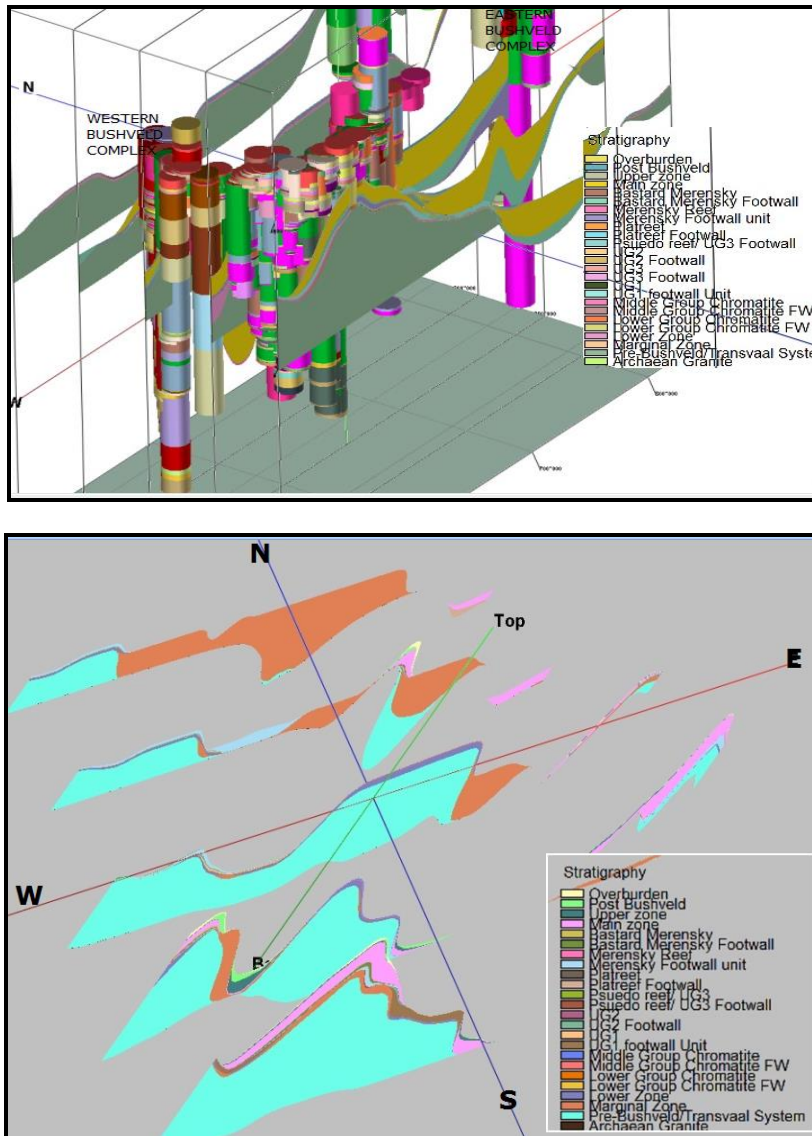 EASTERN
BUSHVELD
COMPLEX
N
WESTERN
BUSHVELD
COMPLEX
Stratigraphy
Overburden
Post Bushveld
Upper zone
Main zone
Bastard Merensky
Bastard Merensky Footwall
Merensky Reef
Merensky Footwall unit
Platreef
Platreef Footwall
Psuedo reef/ UG3 Footwall
UG2
UG2 Footwall
UG3
UG3 Footwall
UG1
UG1 footwall Unit
Middle Group Chromatite
Middle Group Chromatite FW
Lower Group Chromatite
Lower Group Chromatite FW
Lower Zone
Marginal Zone
Pre-Bushveld/Transvaal Syste
Archaean Granite
W
N
Top
E
W
S
Stratigraphy
Overburden
Post Bushveld
Upper zone
Main zone
Bastard Merensky
Bastard Merensky Footwall
Merensky Reef
Merensky Footwall unit
Platreef
Platreef Footwall
Psuedo reef/ UG3
Psuedo reef/ UG3 Footwall
UG2
UG2 Footwall
UG1
UG1 footwall Unit
Middle Group Chromatite
Middle Group Chromatite FW
Lower Group Chromatite
Lower Group Chromatite FW
Lower Zone
Marginal Zone
Pre-Bushveld/Transvaal System
Archaean Granite